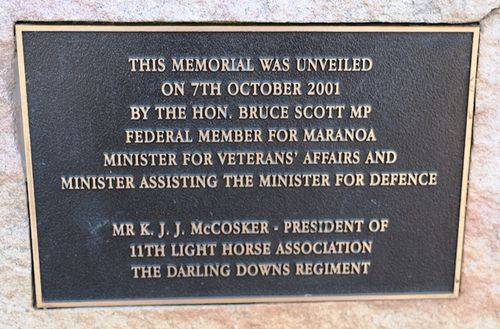 THIS MEMORIAL WAS UNVEILED
ON 7TH OCTOBER 2001
BY THE HON. BRUCE SCOTT MP
FEDERAL MEMBER FOR MARANOA
MINISTER FOR VETERANS' AFFAIRS AND
MINISTER ASSISTING THE MINISTER FOR DEFENCE
MR K. J. J. McCOSKER - PRESIDENT OF
11TH LIGHT HORSE ASSOCIATION
THE DARLING DOWNS REGIMENT